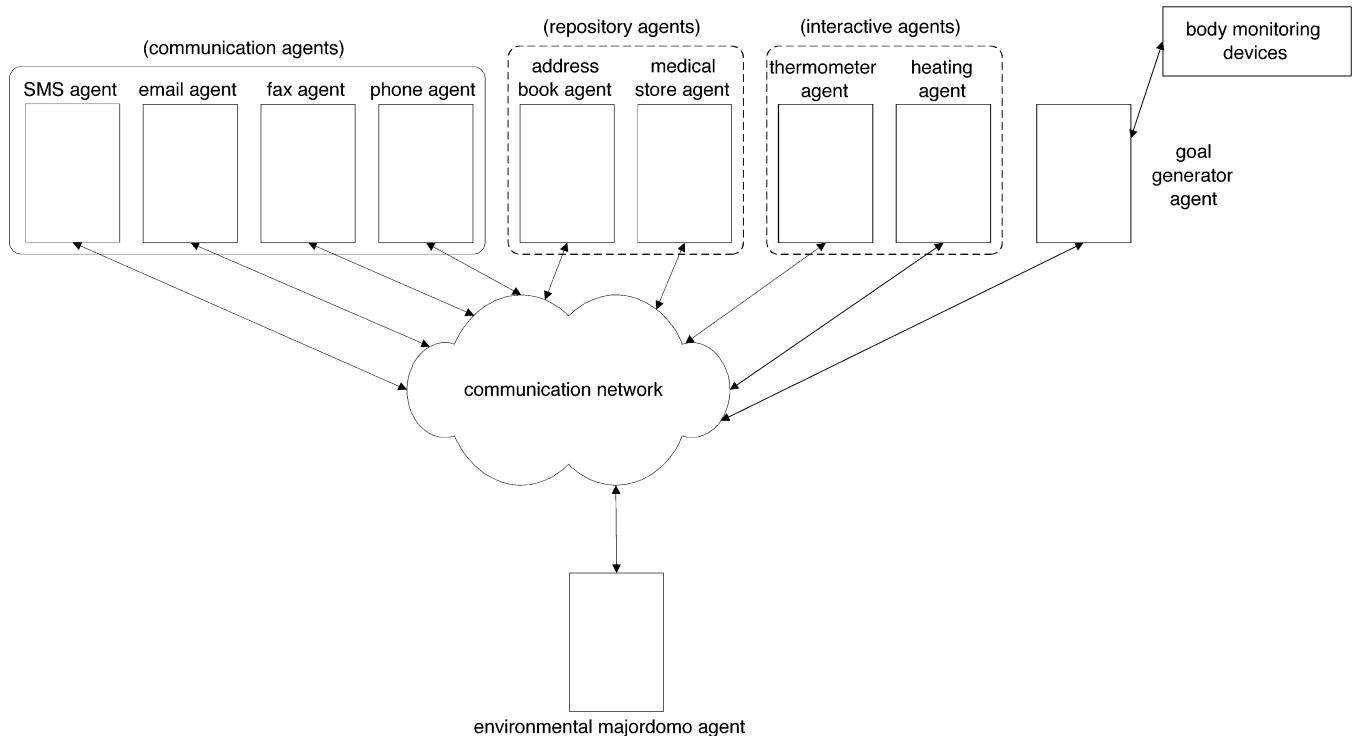 (communication agents)
SMS agent
email agent
fax agent
phone agent
(repository agents)
address
book agent
medical
store agent
(interactive agents)
thermometer
agent
heating
agent
body monitoring
devices
goal
generator
agent
communication network
environmental majordomo agent